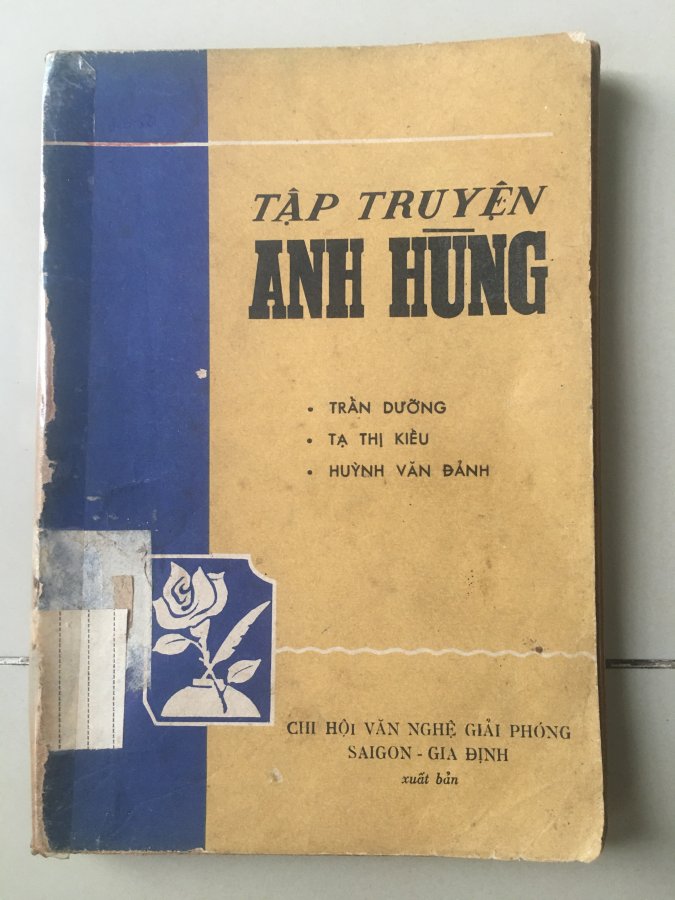 TẬP TRUYỆN
ANH HÙNG
• TRẦN DƯỠNG
• TẠ THỊ KIỀU
• HUỲNH VĂN ĐẢNH
CHI HỘI VĂN NGHỆ GIẢI PHÓNG
SAIGON - GIA ĐỊNH
xuất bản